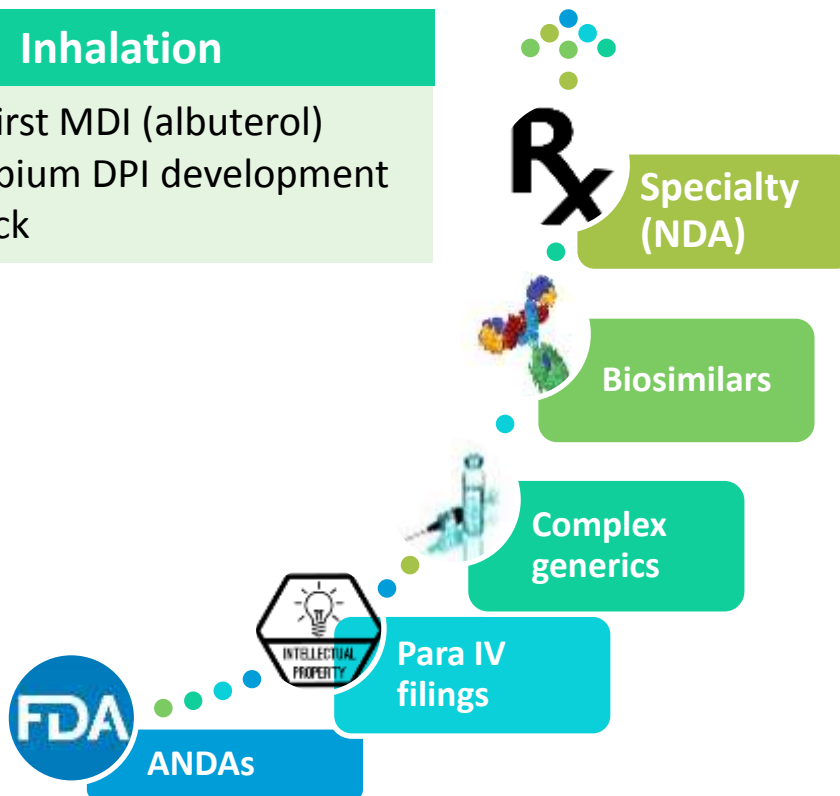 Inhalation
irst MDI (albuterol)
pium DPI development
ck
Rx
Specialty
(NDA)
Biosimilars
Complex
generics
INTELLECTUAL
PROPERTY
Para IV
filings
FDA
ANDAs